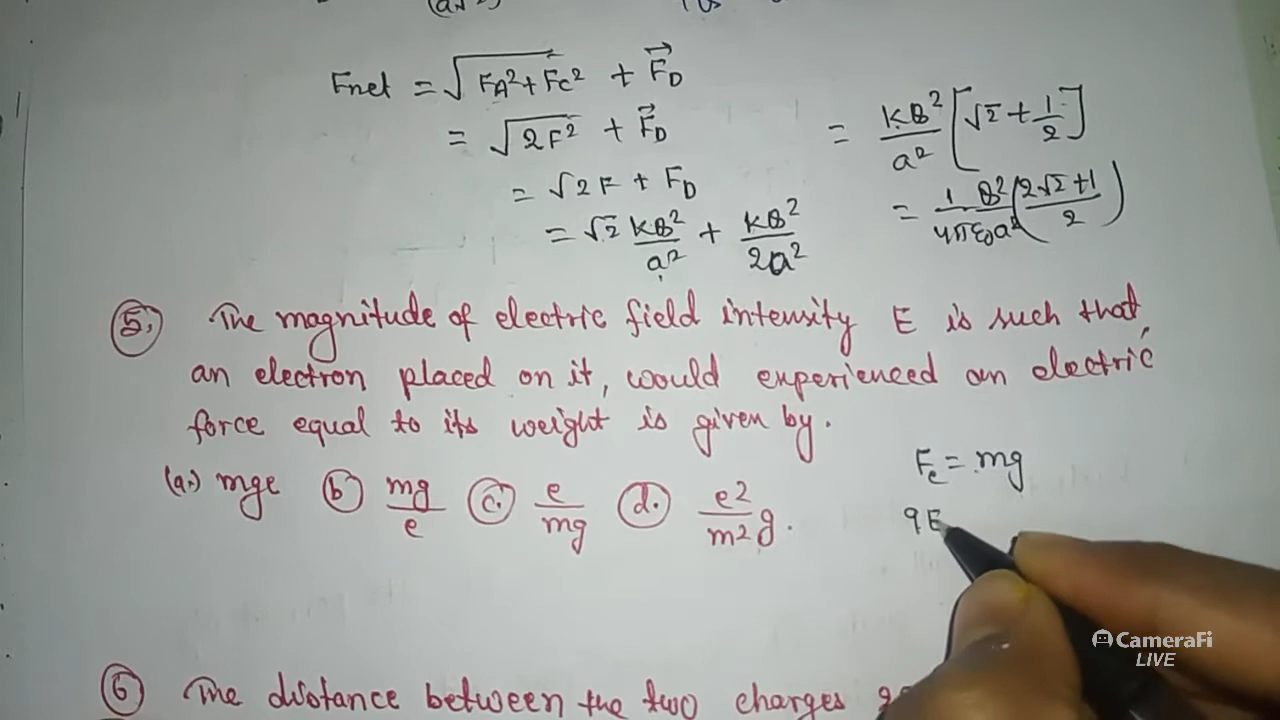 Fnet = √FA²+Fc² + F⃗D
= √2F² + F⃗D
= √2F + FD
= √2 KQ²/a² + KQ²/2a²
= KQ²/a² [√2 + 1/2]
= 1/4πε₀ Q²/a² (2√2+1/2)
5. The magnitude of electric field intensity E is such that,
an electron placed on it, would experienced an electric
force equal to its weight is given by.
(a.) mge (b) mg/e (c.) e/mg (d.) e²/m²g.
Fe = mg
qE
6 The distance between the two charges
CameraFi
LIVE